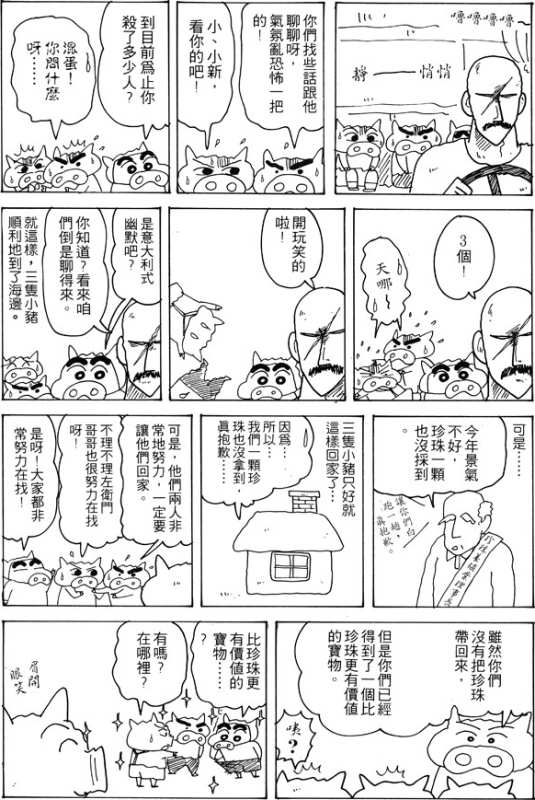 嚕嚕嚕嚕
靜──悄悄
你們找些話跟他
聊聊呀，
氣氛亂恐怖一把
的！
小、小新，
看你的吧！
到目前為止你
殺了多少人？
混蛋！
你問什麼
呀……
3個！
天哪～
開玩笑的
啦！
是意大利式
幽默吧？
你知道？看來咱
們倒是聊得來。
就這樣，三隻小豬
順利地到了海邊。
可是……
今年景氣
不好，
珍珠一顆
也沒採到
。
讓你們白
跑一趟，
真抱歉。
三隻小豬只好就
這樣回家了…
因為…
所以…
我們一顆珍
珠也沒拿到，
真抱歉……
可是，他們兩人非
常地努力，一定要
讓他們回家。
不理不理左衛門
哥哥也很努力在找
呀！
是呀！大家都非
常努力在找！
雖然你們
沒有把珍珠
帶回來，
但是你們已經
得到了一個比
珍珠更有價值
的寶物。
咦？
比珍珠更
有價值的
寶物……
？
有嗎？
在哪裡？
眉開
眼笑